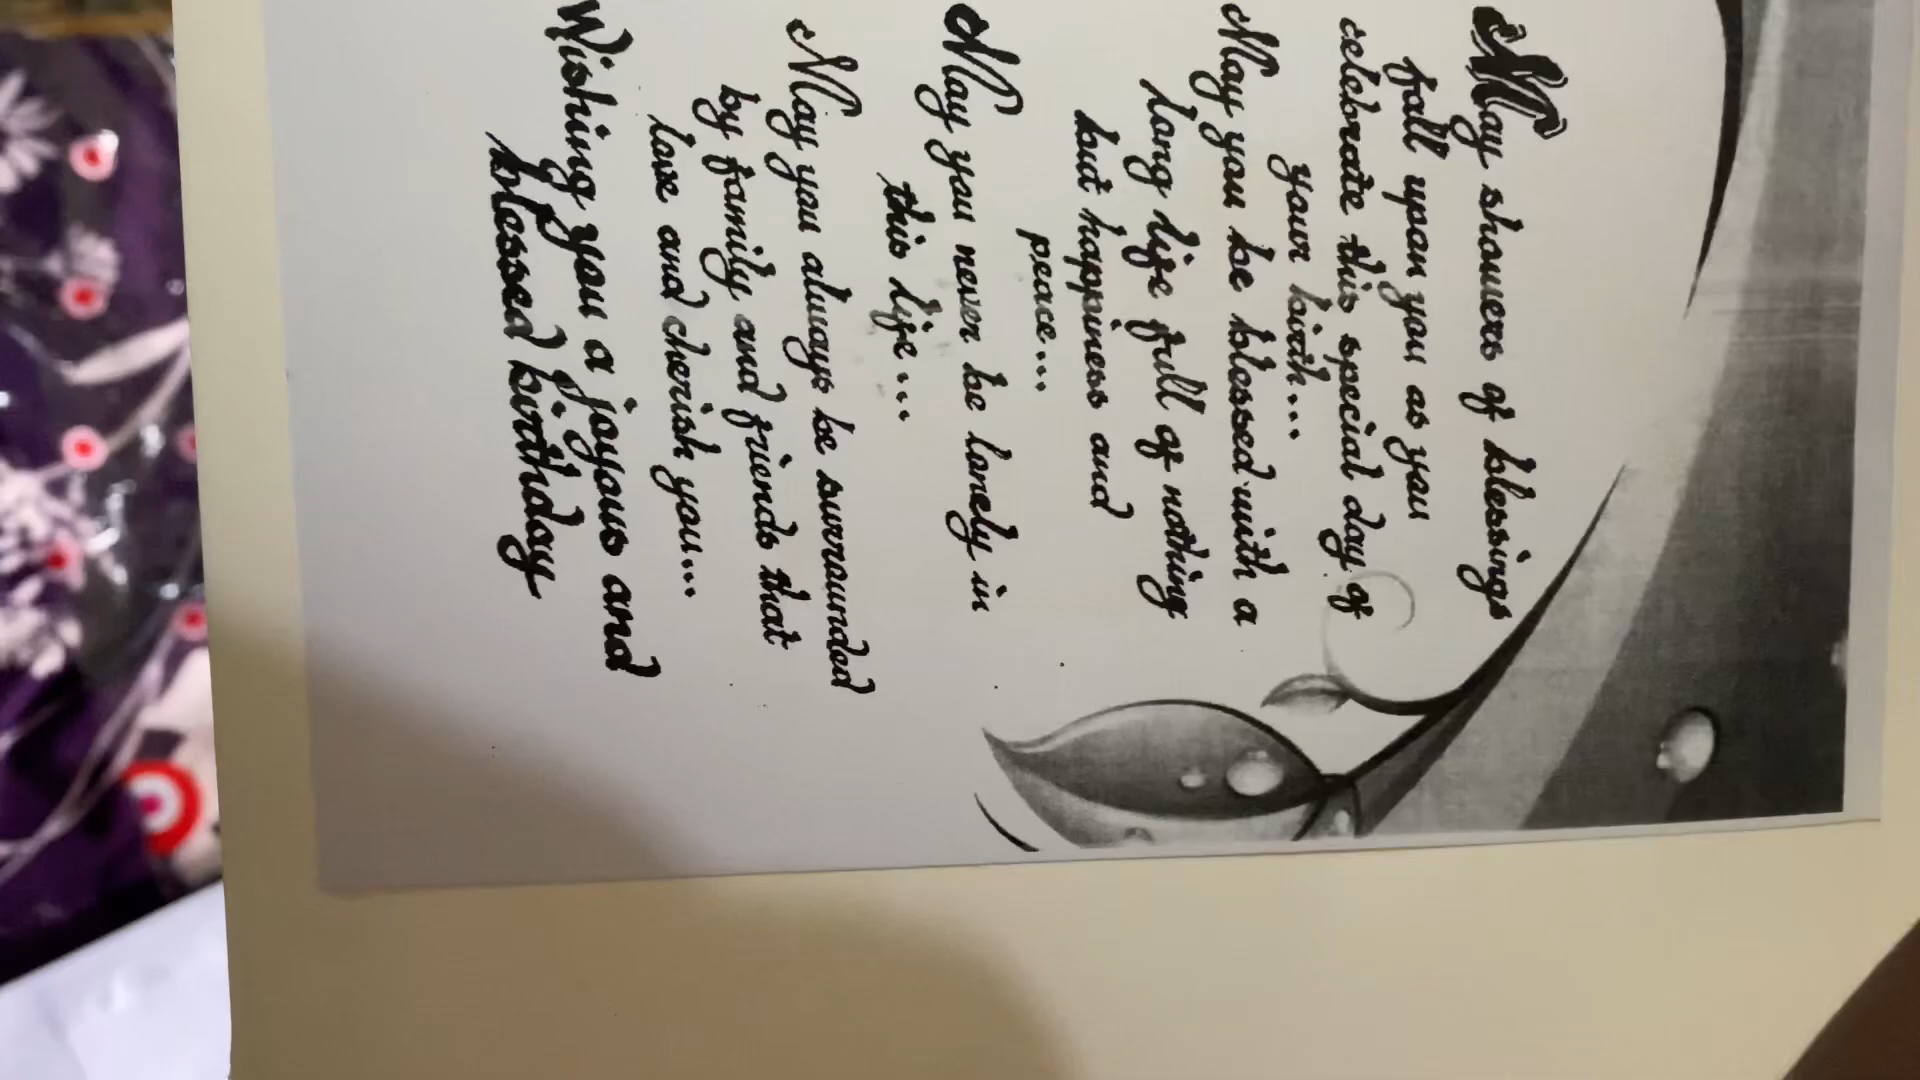 May showers of blessings
fall upon you as you
celebrate this special day of
your birth...
May you be blessed with a
long life full of nothing
but happiness and
peace...
May you never be lonely in
this life...
May you always be surrounded
by family and friends that
love and cherish you...
Wishing you a joyous and
blessed birthday